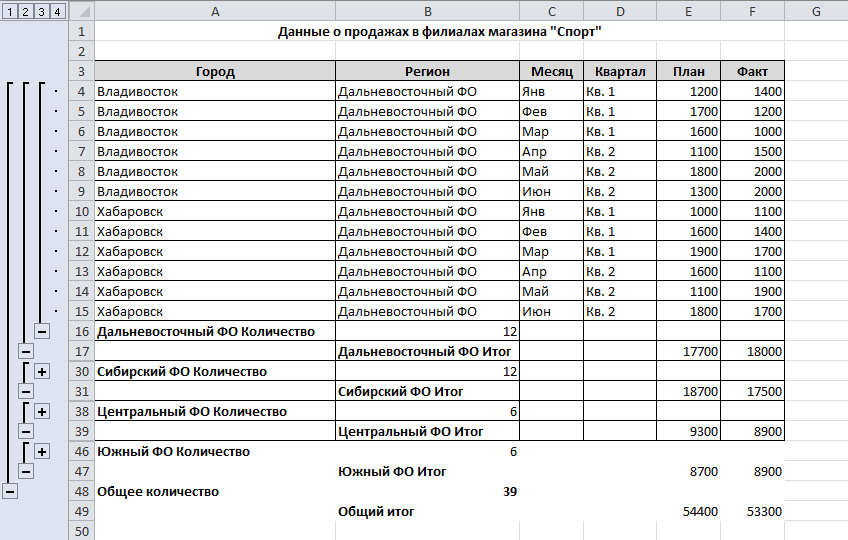 1 2 3 4 A B C D E F G
1 Данные о продажах в филиалах магазина "Спорт"
2
3 Город Регион Месяц Квартал План Факт
4 Владивосток Дальневосточный ФО Янв Кв. 1 1200 1400
5 Владивосток Дальневосточный ФО Фев Кв. 1 1700 1200
6 Владивосток Дальневосточный ФО Мар Кв. 1 1600 1000
7 Владивосток Дальневосточный ФО Апр Кв. 2 1100 1500
8 Владивосток Дальневосточный ФО Май Кв. 2 1800 2000
9 Владивосток Дальневосточный ФО Июн Кв. 2 1300 2000
10 Хабаровск Дальневосточный ФО Янв Кв. 1 1000 1100
11 Хабаровск Дальневосточный ФО Фев Кв. 1 1600 1400
12 Хабаровск Дальневосточный ФО Мар Кв. 1 1900 1700
13 Хабаровск Дальневосточный ФО Апр Кв. 2 1600 1100
14 Хабаровск Дальневосточный ФО Май Кв. 2 1100 1900
15 Хабаровск Дальневосточный ФО Июн Кв. 2 1800 1700
16 Дальневосточный ФО Количество 12
17 Дальневосточный ФО Итог 17700 18000
30 Сибирский ФО Количество 12
31 Сибирский ФО Итог 18700 17500
38 Центральный ФО Количество 6
39 Центральный ФО Итог 9300 8900
46 Южный ФО Количество 6
47 Южный ФО Итог 8700 8900
48 Общее количество 39
49 Общий итог 54400 53300
50